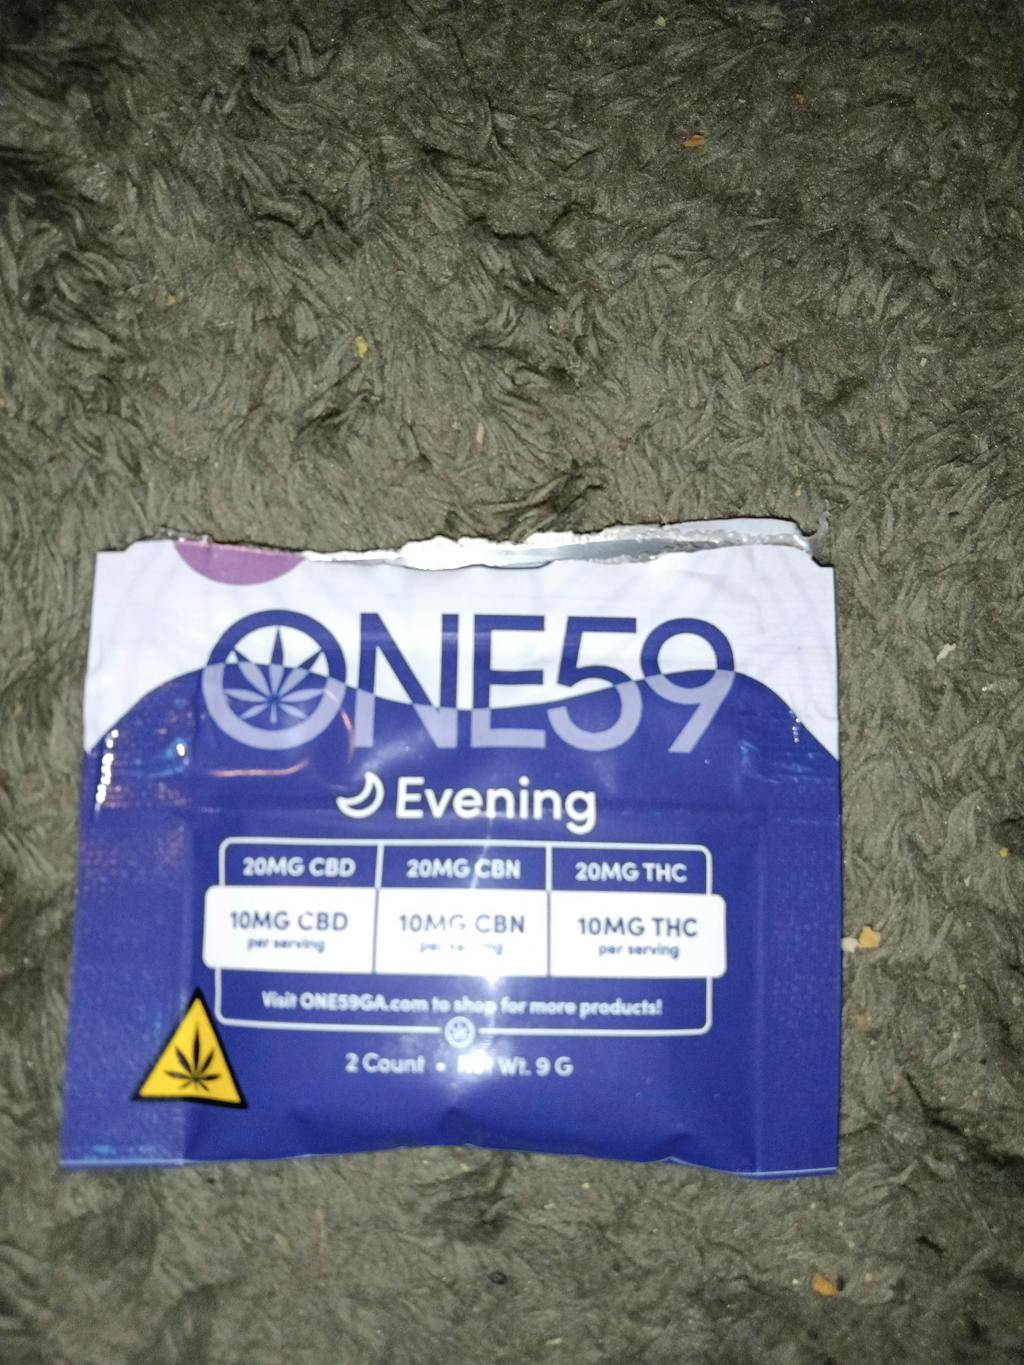 ONE59
Evening
20MG CBD 20MG CBN 20MG THC
10MG CBD 10MG CBN 10MG THC
per serving per serving
Visit ONE59GA.com to shop for more products!
2 Count • Wt. 9 G